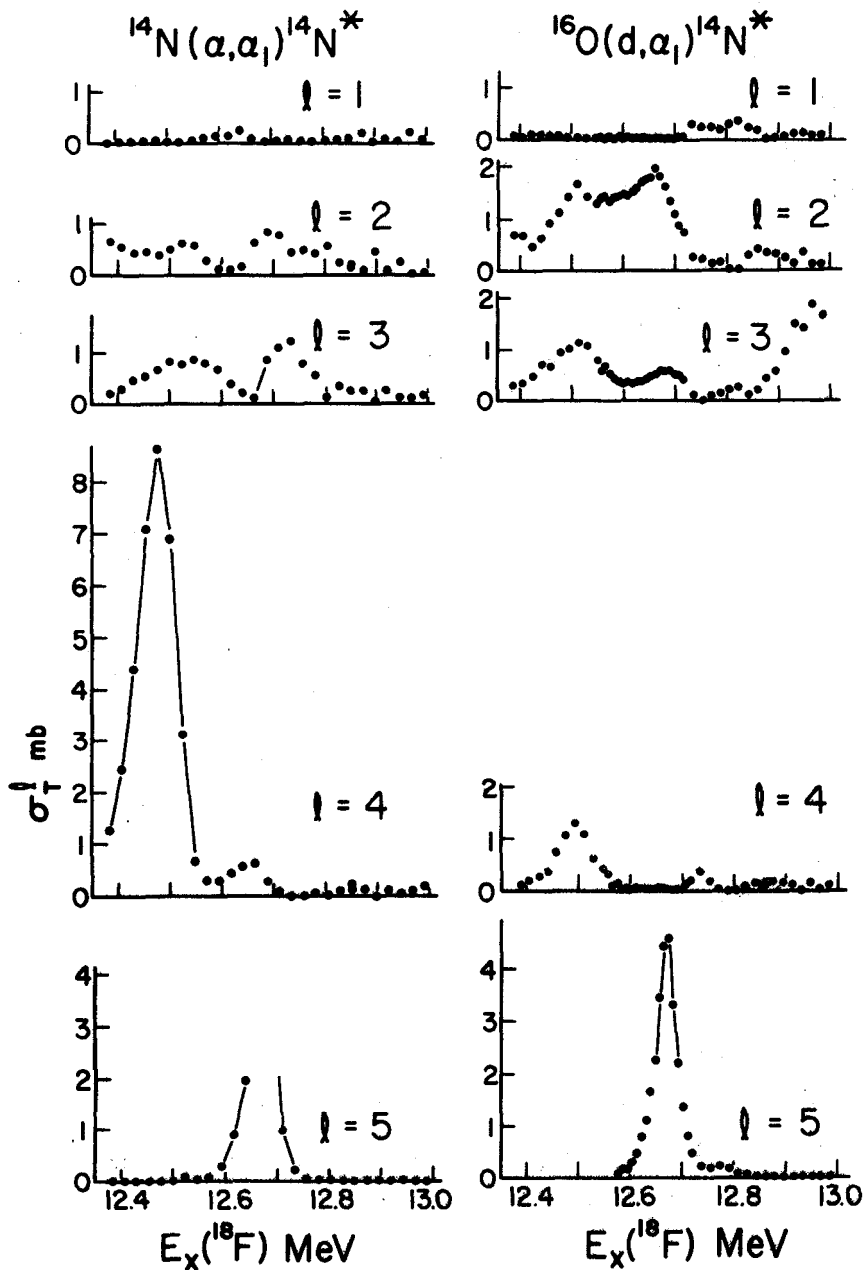 ¹⁴N(α,α₁)¹⁴N*
1
0
ℓ = 1
1
0
ℓ = 2
1
0
ℓ = 3
8
7
6
5
4
3
2
1
0
ℓ = 4
σ_T^ℓ mb
4
3
2
1
0
ℓ = 5
12.4
12.6
12.8
13.0
Eₓ(¹⁸F) MeV
¹⁶O(d,α₁)¹⁴N*
1
0
ℓ = 1
2
1
0
ℓ = 2
2
1
0
ℓ = 3
2
1
0
ℓ = 4
4
3
2
1
0
ℓ = 5
12.4
12.6
12.8
13.0
Eₓ(¹⁸F) MeV